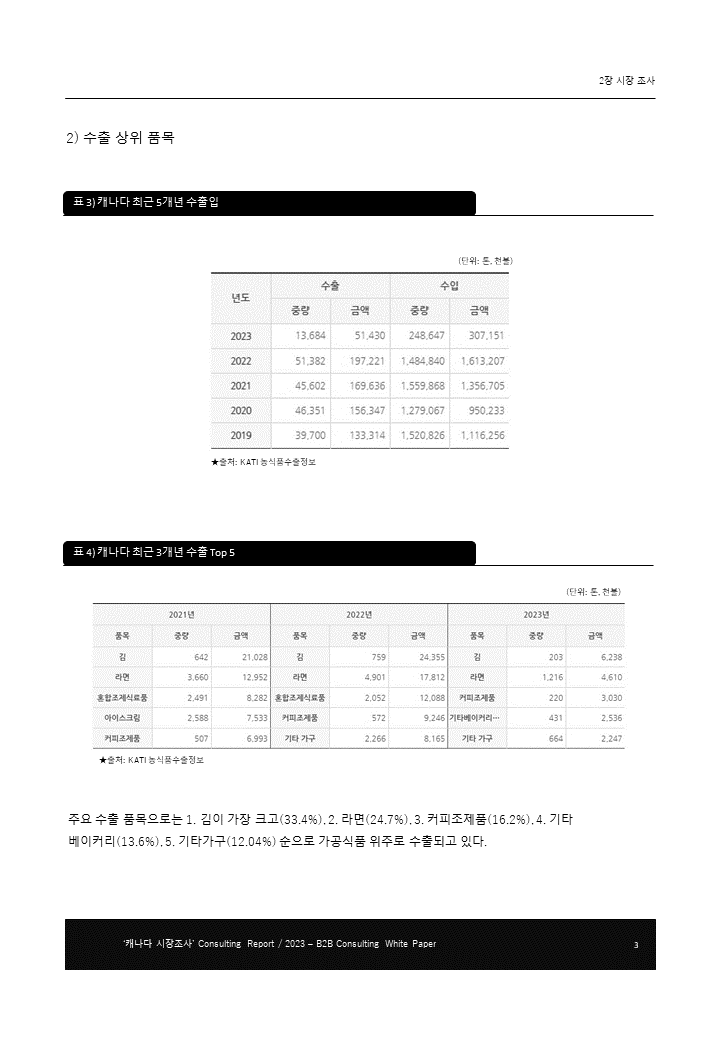 2장 시장 조사
2) 수출 상위 품목
표 3) 캐나다 최근 5개년 수출입
(단위: 톤, 천불)
년도 수출 수입
중량 금액 중량 금액
2023 13,684 51,430 248,647 307,151
2022 51,382 197,221 1,484,840 1,613,207
2021 45,602 169,636 1,559,868 1,356,705
2020 46,351 156,347 1,279,067 950,233
2019 39,700 133,314 1,520,826 1,116,256
★출처: KATI 농식품수출정보
표 4) 캐나다 최근 3개년 수출 Top 5
(단위: 톤, 천불)
2021년 2022년 2023년
품목 중량 금액 품목 중량 금액 품목 중량 금액
김 642 21,028 김 759 24,355 김 203 6,238
라면 3,660 12,952 라면 4,901 17,812 라면 1,216 4,610
혼합조제식료품 2,491 8,282 혼합조제식료품 2,052 12,088 커피조제품 220 3,030
아이스크림 2,588 7,533 커피조제품 572 9,246 기타베이커리… 431 2,536
커피조제품 507 6,993 기타 가구 2,266 8,165 기타 가구 664 2,247
★출처: KATI 농식품수출정보
주요 수출 품목으로는 1. 김이 가장 크고(33.4%), 2. 라면(24.7%), 3. 커피조제품(16.2%), 4. 기타
베이커리(13.6%), 5. 기타가구(12.04%) 순으로 가공식품 위주로 수출되고 있다.
'캐나다 시장조사' Consulting Report / 2023 – B2B Consulting White Paper 3